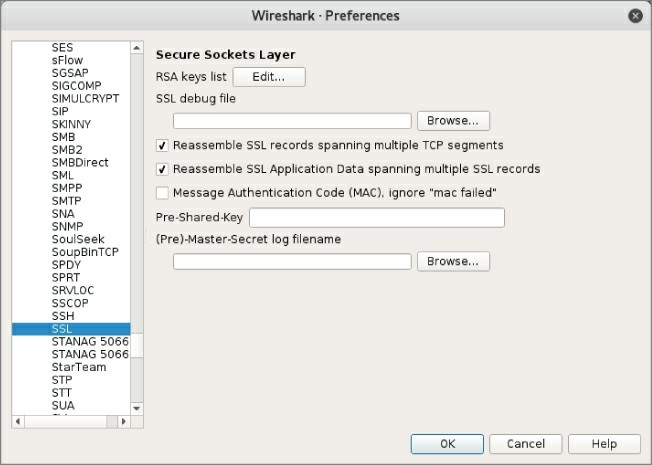 Wireshark · Preferences
SES
sFlow
SGSAP
SIGCOMP
SIMULCRYPT
SIP
SKINNY
SMB
SMB2
SMBDirect
SML
SMPP
SMTP
SNA
SNMP
SoulSeek
SoupBinTCP
SPDY
SPRT
SRVLOC
SSCOP
SSH
SSL
STANAG 5066
STANAG 5066
StarTeam
STP
STT
SUA
Secure Sockets Layer
RSA keys list Edit...
SSL debug file
Browse...
Reassemble SSL records spanning multiple TCP segments
Reassemble SSL Application Data spanning multiple SSL records
Message Authentication Code (MAC), ignore "mac failed"
Pre-Shared-Key
(Pre)-Master-Secret log filename
Browse...
OK Cancel Help